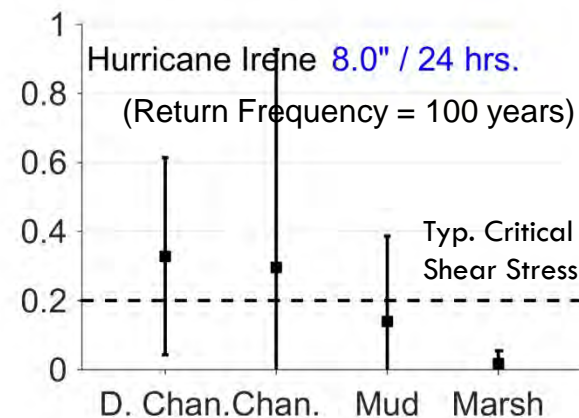 1
Hurricane Irene 8.0" / 24 hrs.
0.8
(Return Frequency = 100 years)
0.6
0.4
Typ. Critical
Shear Stress
0.2
0
D. Chan. Chan. Mud Marsh